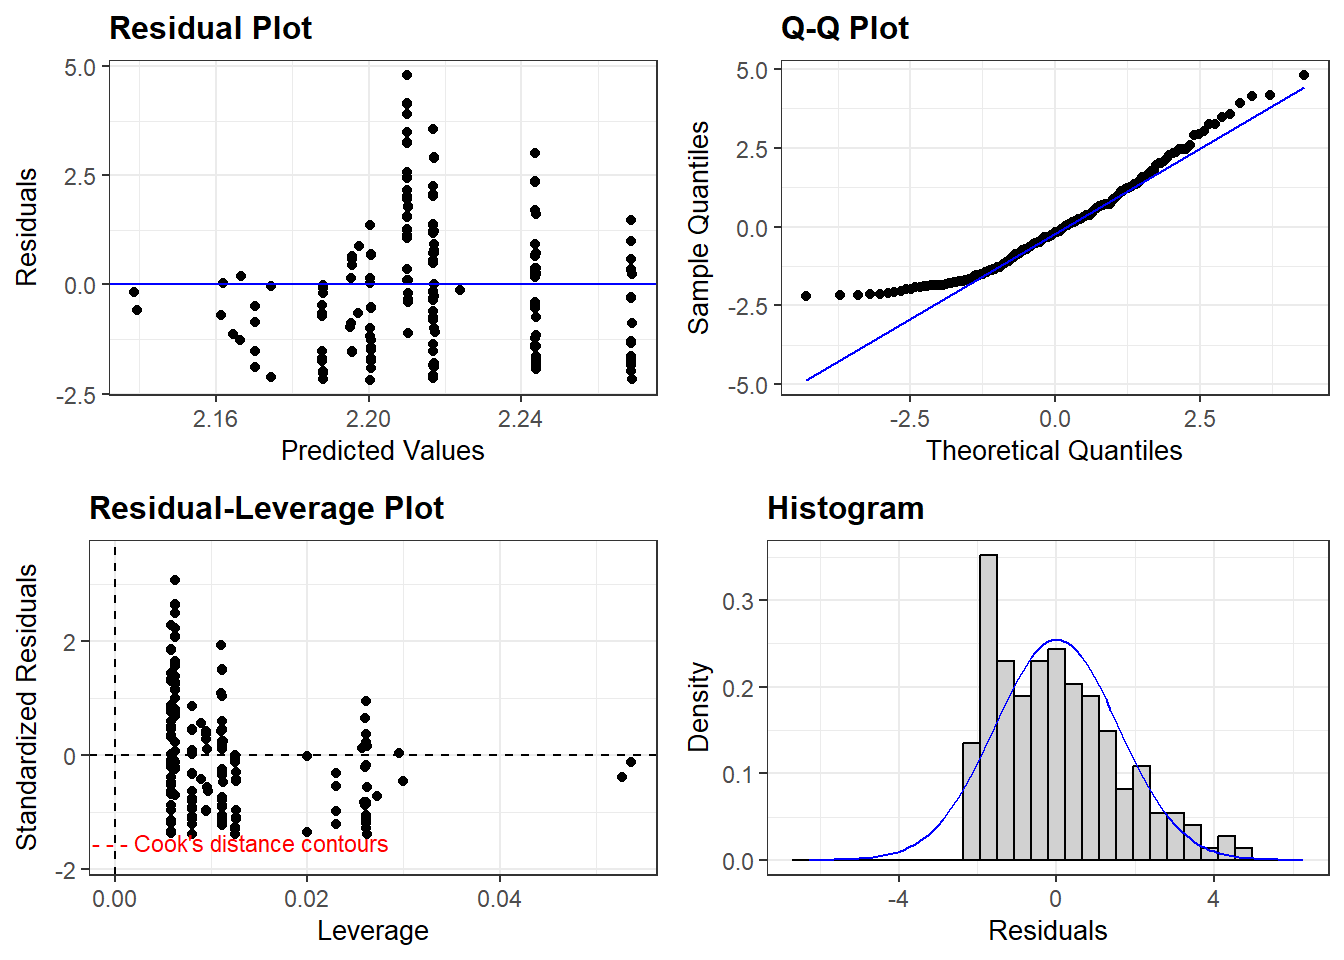 Residual Plot
5.0
2.5
0.0
-2.5
Residuals
2.16 2.20 2.24
Predicted Values
Q-Q Plot
5.0
2.5
0.0
-2.5
-5.0
Sample Quantiles
-2.5 0.0 2.5
Theoretical Quantiles
Residual-Leverage Plot
2
0
-2
Standardized Residuals
Cook's distance contours
0.00 0.02 0.04
Leverage
Histogram
0.3
0.2
0.1
0.0
Density
-4 0 4
Residuals